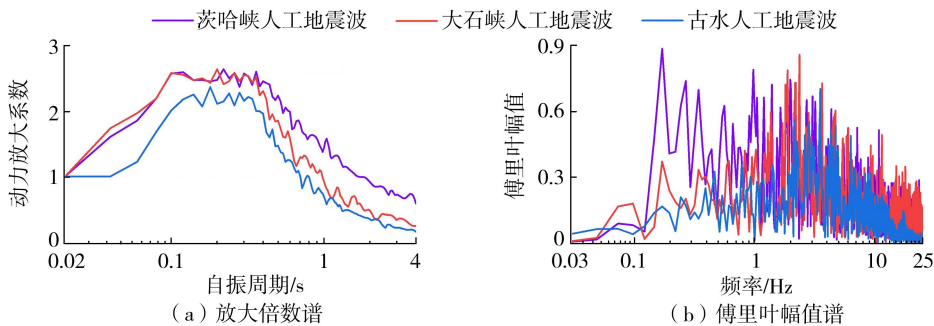 茨哈峡人工地震波 大石峡人工地震波 古水人工地震波
动力放大系数
3
2
1
0
0.02 0.1 1 4
自振周期/s
（a）放大倍数谱
傅里叶幅值
0.9
0.6
0.3
0
0.03 0.1 1 10 25
频率/Hz
（b）傅里叶幅值谱